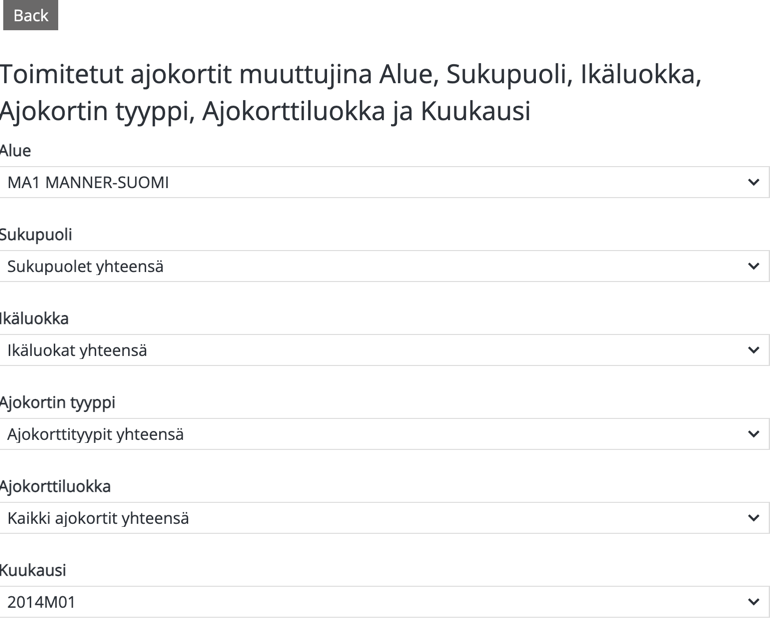 Back
Toimitetut ajokortit muuttujina Alue, Sukupuoli, Ikäluokka,
Ajokortin tyyppi, Ajokorttiluokka ja Kuukausi
Alue
MA1 MANNER-SUOMI
Sukupuoli
Sukupuolet yhteensä
Ikäluokka
Ikäluokat yhteensä
Ajokortin tyyppi
Ajokorttityypit yhteensä
Ajokorttiluokka
Kaikki ajokortit yhteensä
Kuukausi
2014M01